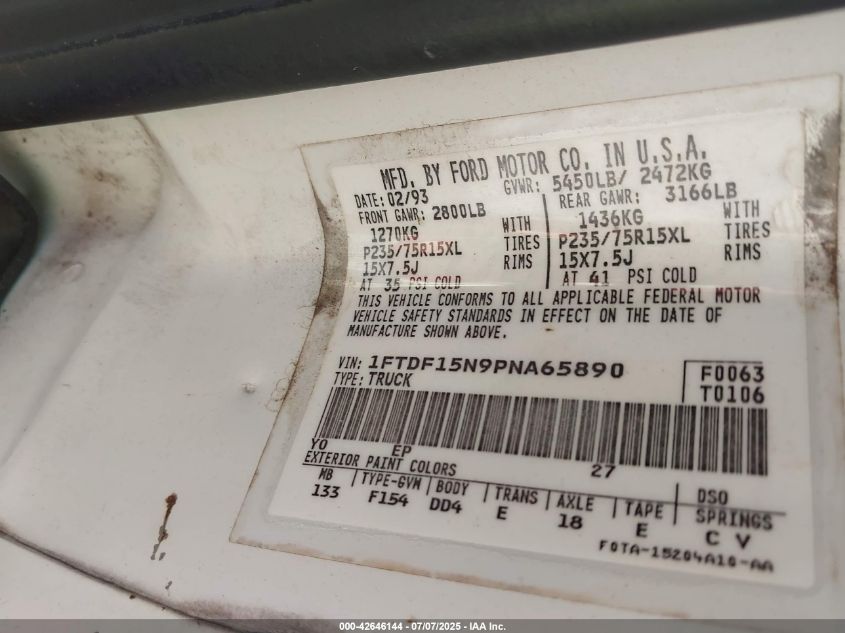 MFD. BY FORD MOTOR CO. IN U.S.A.
DATE: 02/93 GVWR: 5450LB/ 2472KG
FRONT GAWR: 2800LB REAR GAWR: 3166LB
1270KG WITH 1436KG WITH
P235/75R15XL TIRES P235/75R15XL TIRES
15X7.5J RIMS 15X7.5J RIMS
AT 35 PSI COLD AT 41 PSI COLD
THIS VEHICLE CONFORMS TO ALL APPLICABLE FEDERAL MOTOR
VEHICLE SAFETY STANDARDS IN EFFECT ON THE DATE OF
MANUFACTURE SHOWN ABOVE.
VIN: 1FTDF15N9PNA65890 F0063
TYPE: TRUCK T0106
YO EP 27
EXTERIOR PAINT COLORS DSO
WB TYPE-GVW BODY TRANS AXLE TAPE SPRINGS
133 F154 DD4 E 18 E C V
F0TA-15204A10-AA
000-42646144 | 07/07/2025 - IAA Inc.